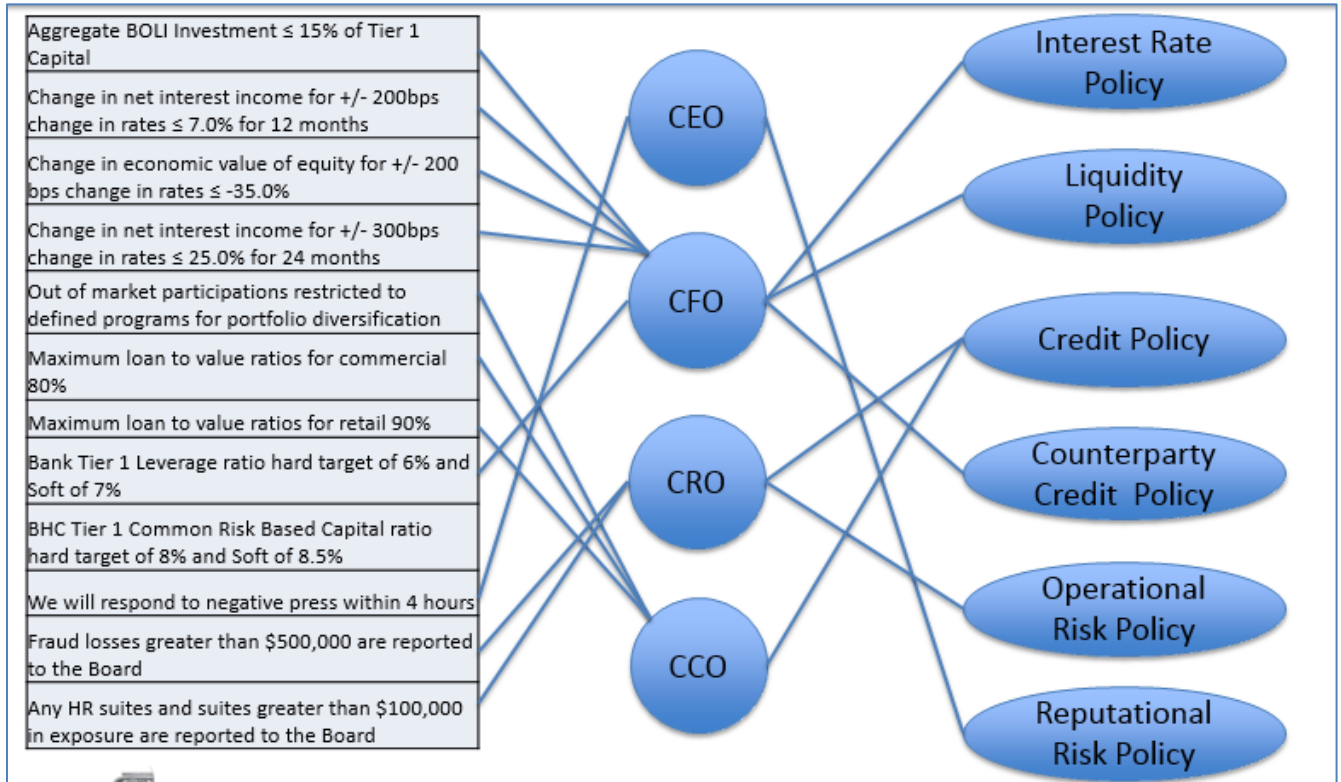 Aggregate BOLI Investment ≤ 15% of Tier 1
Capital
Change in net interest income for +/- 200bps
change in rates ≤ 7.0% for 12 months
Change in economic value of equity for +/- 200
bps change in rates ≤ -35.0%
Change in net interest income for +/- 300bps
change in rates ≤ 25.0% for 24 months
Out of market participations restricted to
defined programs for portfolio diversification
Maximum loan to value ratios for commercial
80%
Maximum loan to value ratios for retail 90%
Bank Tier 1 Leverage ratio hard target of 6% and
Soft of 7%
BHC Tier 1 Common Risk Based Capital ratio
hard target of 8% and Soft of 8.5%
We will respond to negative press within 4 hours
Fraud losses greater than $500,000 are reported
to the Board
Any HR suites and suites greater than $100,000
in exposure are reported to the Board
CEO
CFO
CRO
CCO
Interest Rate
Policy
Liquidity
Policy
Credit Policy
Counterparty
Credit Policy
Operational
Risk Policy
Reputational
Risk Policy